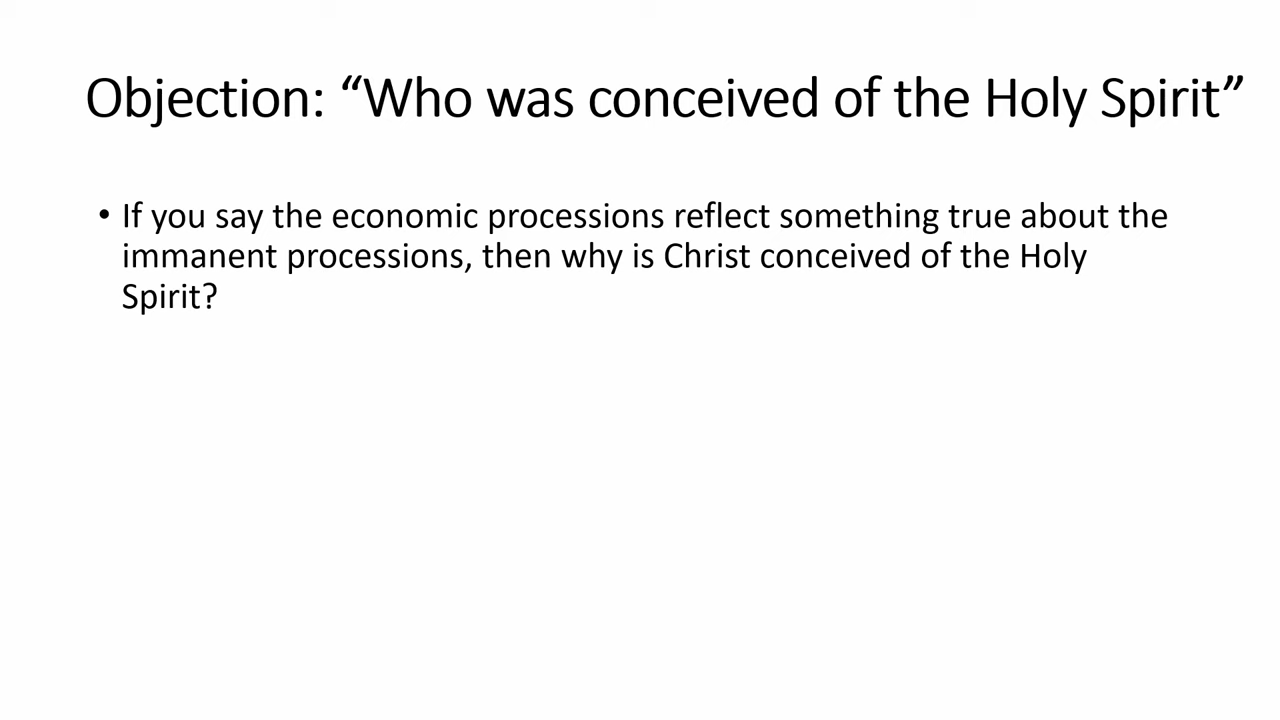 Objection: “Who was conceived of the Holy Spirit”
• If you say the economic processions reflect something true about the
immanent processions, then why is Christ conceived of the Holy
Spirit?